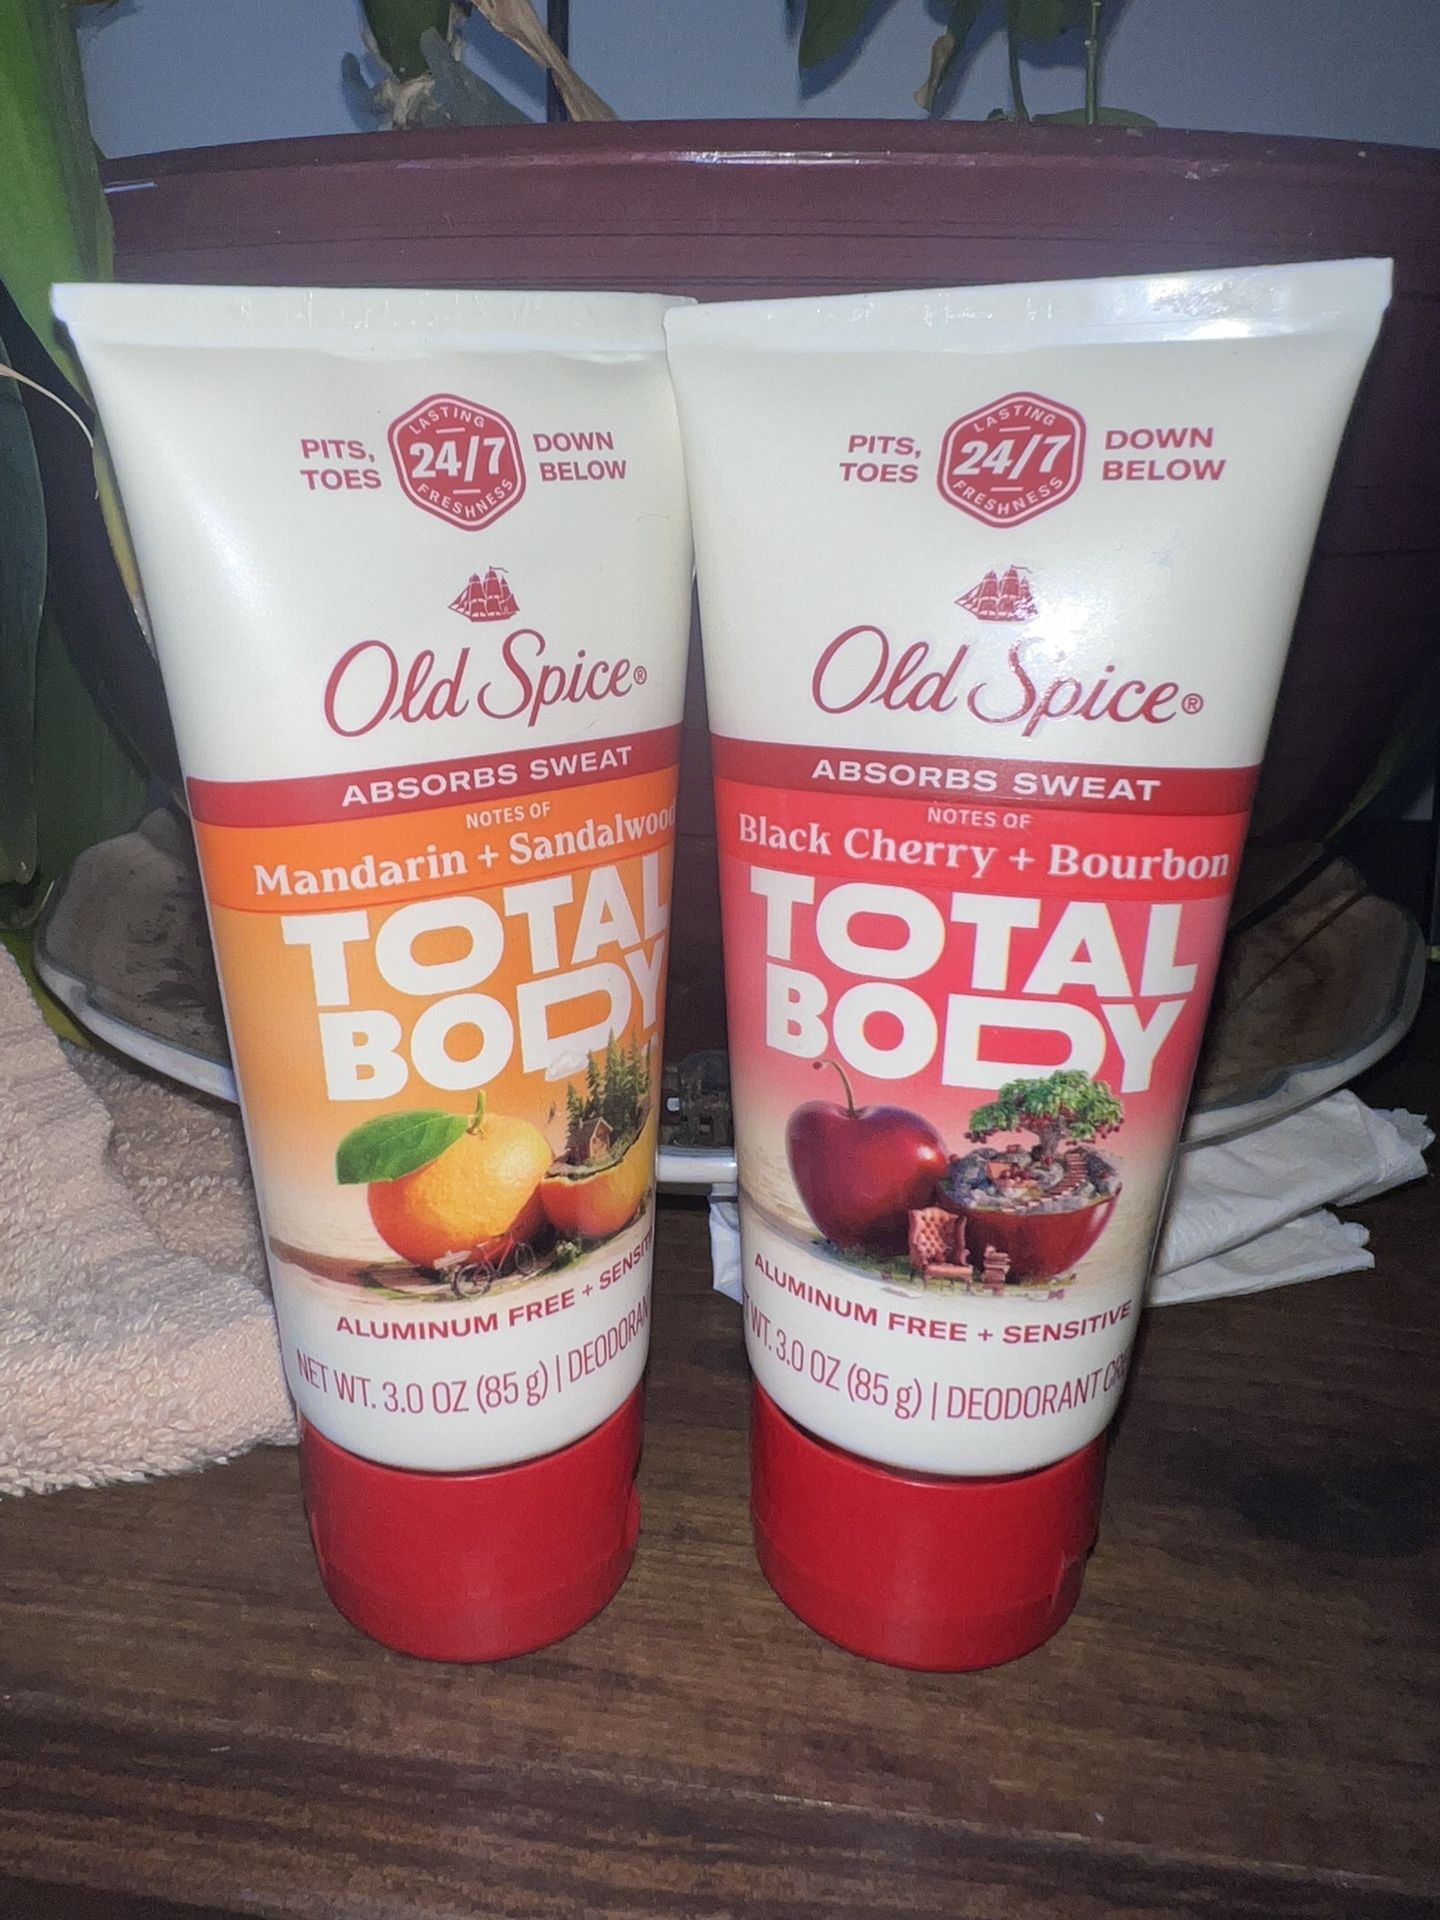 PITS,
TOES
LASTING
24/7
FRESHNESS
DOWN
BELOW
Old Spice®
ABSORBS SWEAT
NOTES OF
Mandarin + Sandalwood
TOTAL
BODY
ALUMINUM FREE + SENSITI
NET WT. 3.0 OZ (85 g) | DEODORAN
PITS,
TOES
LASTING
24/7
FRESHNESS
DOWN
BELOW
Old Spice®
ABSORBS SWEAT
NOTES OF
Black Cherry + Bourbon
TOTAL
BODY
ALUMINUM FREE + SENSITIVE
WT. 3.0 OZ (85 g) | DEODORANT